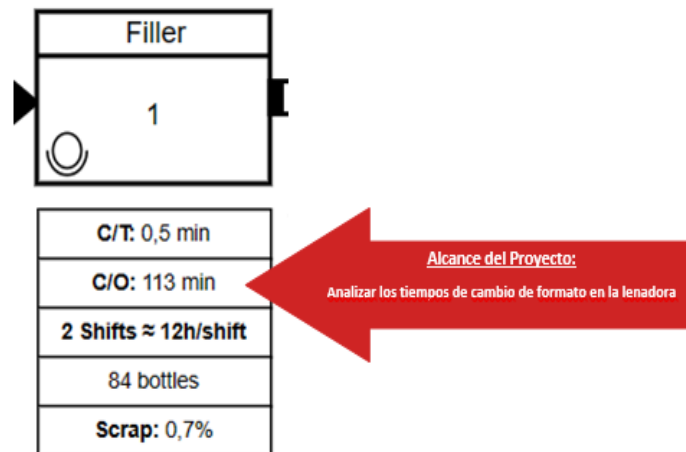 Filler
1
C/T: 0,5 min
C/O: 113 min
2 Shifts ≈ 12h/shift
84 bottles
Scrap: 0,7%
Alcance del Proyecto:
Analizar los tiempos de cambio de formato en la lenadora